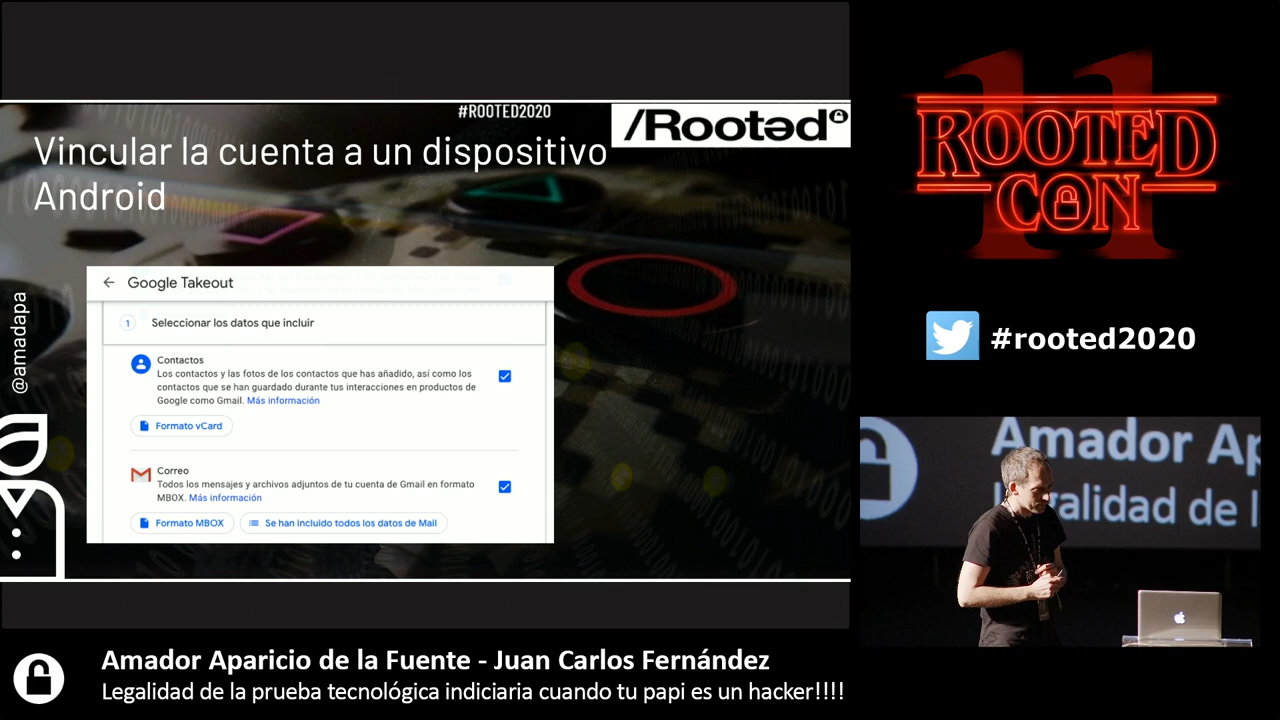 #ROOTED2020
/Rootəd
Vincular la cuenta a un dispositivo
Android
@amadapa
Google Takeout
1 Seleccionar los datos que incluir
Contactos
Los contactos y las fotos de los contactos que has añadido, así como los
contactos que se han guardado durante tus interacciones en productos de
Google como Gmail. Más información
Formato vCard
Correo
Todos los mensajes y archivos adjuntos de tu cuenta de Gmail en formato
MBOX. Más información
Formato MBOX Se han incluido todos los datos de Mail
11
ROOTED
CON
#rooted2020
Amador Ap
Legalidad de l
Amador Aparicio de la Fuente - Juan Carlos Fernández
Legalidad de la prueba tecnológica indiciaria cuando tu papi es un hacker!!!!